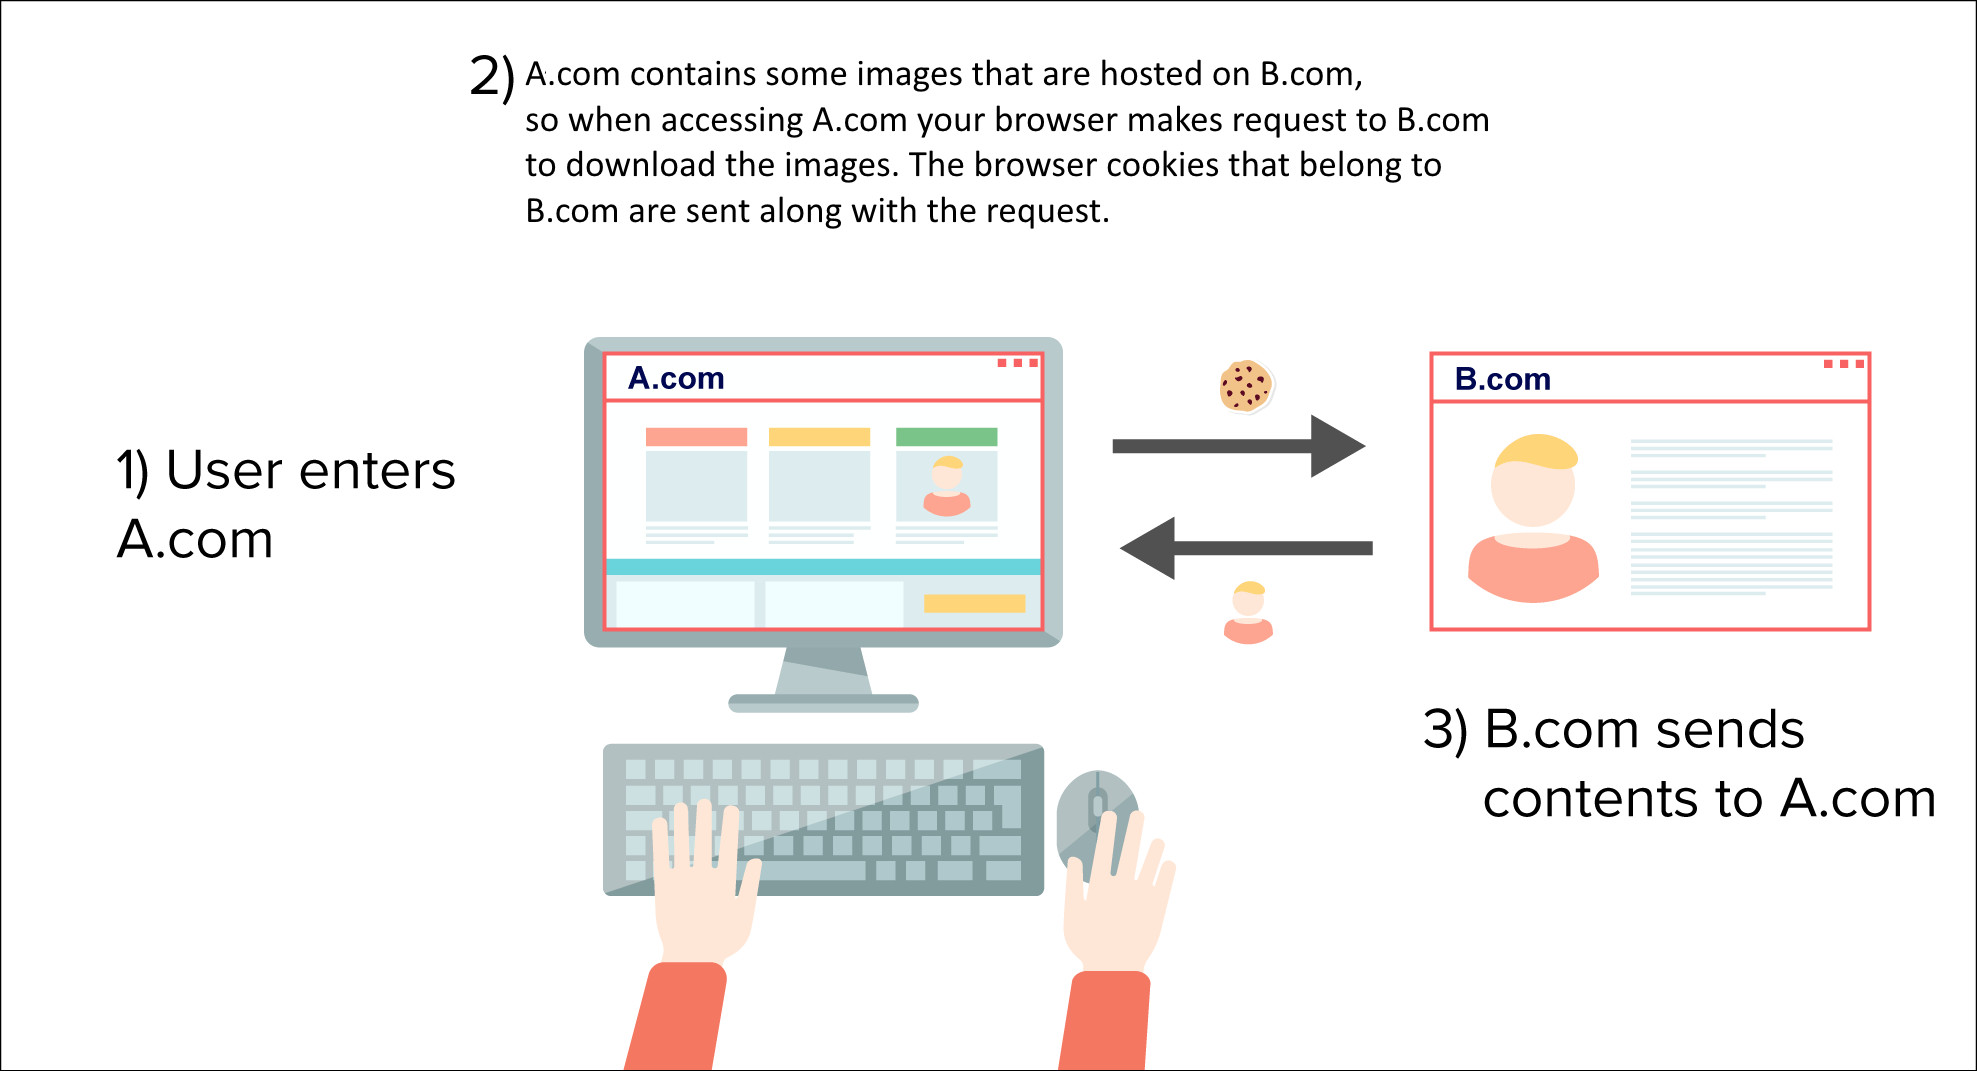 2) A.com contains some images that are hosted on B.com,
so when accessing A.com your browser makes request to B.com
to download the images. The browser cookies that belong to
B.com are sent along with the request.
1) User enters
A.com
A.com
B.com
3) B.com sends
contents to A.com